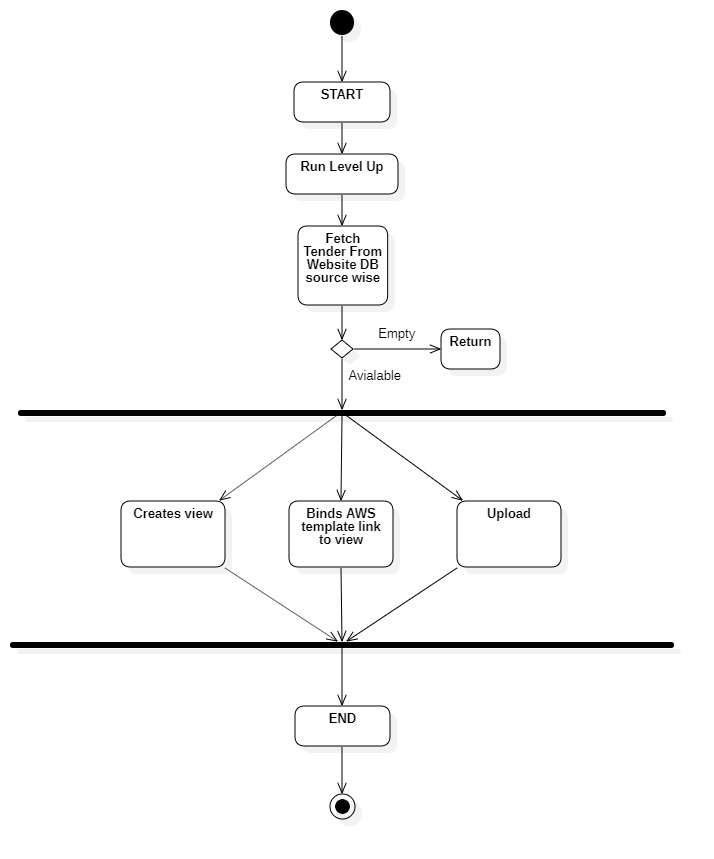 START
Run Level Up
Fetch
Tender From
Website DB
source wise
Empty
Return
Avialable
Creates view
Binds AWS
template link
to view
Upload
END